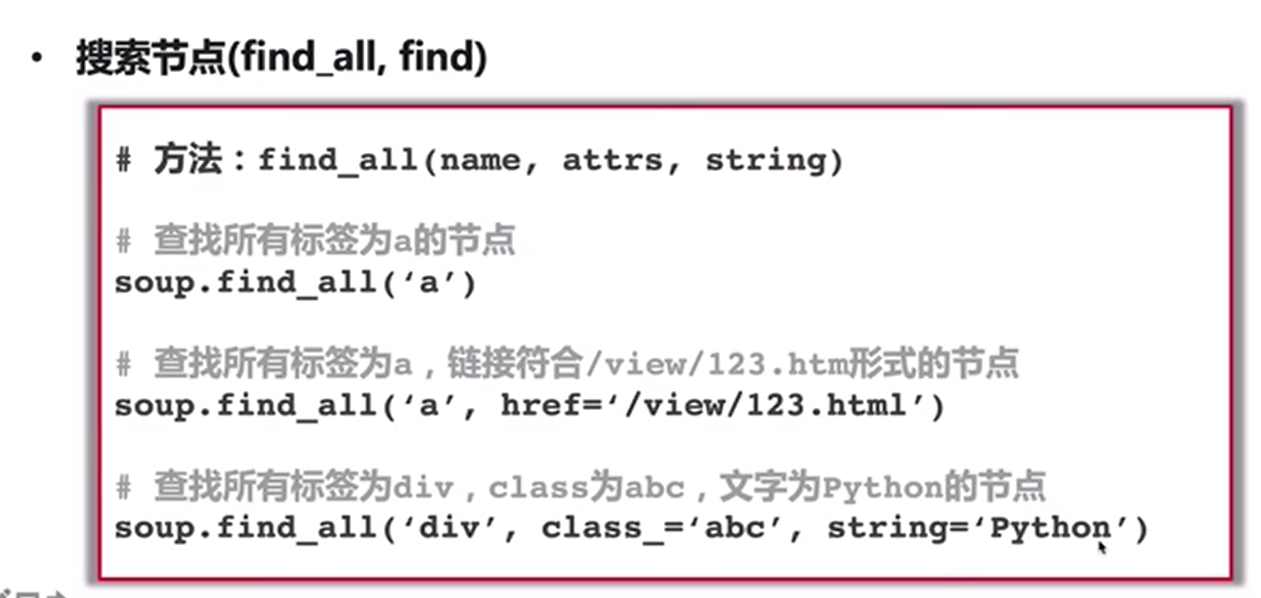 • 搜索节点(find_all, find)
# 方法：find_all(name, attrs, string)
# 查找所有标签为a的节点
soup.find_all(‘a’)
# 查找所有标签为a，链接符合/view/123.htm形式的节点
soup.find_all(‘a’, href=‘/view/123.html’)
# 查找所有标签为div，class为abc，文字为Python的节点
soup.find_all(‘div’, class_=‘abc’, string=‘Python’)